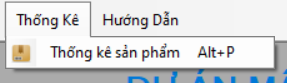 Thống Kê Hướng Dẫn
Thống kê sản phẩm Alt+P